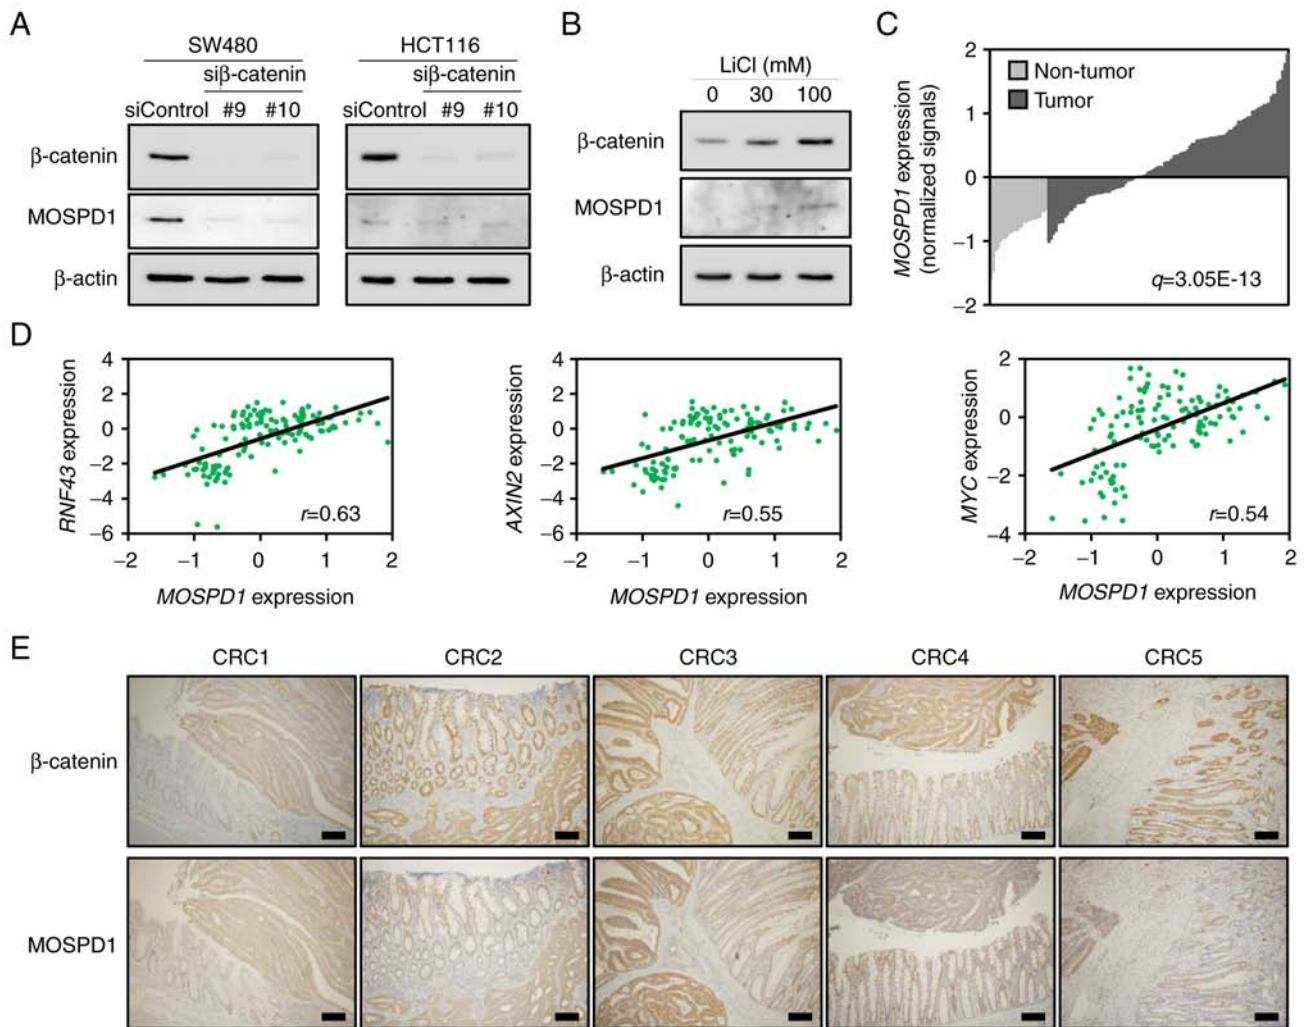 A
SW480
HCT116
siβ-catenin
siβ-catenin
siControl #9 #10
siControl #9 #10
β-catenin
MOSPD1
β-actin
B
LiCl (mM)
0 30 100
β-catenin
MOSPD1
β-actin
C
MOSPD1 expression
(normalized signals)
2
1
0
−1
−2
Non-tumor
Tumor
q=3.05E-13
D
RNF43 expression
4
2
0
−2
−4
−6
r=0.63
−2 −1 0 1 2
MOSPD1 expression
AXIN2 expression
4
2
0
−2
−4
−6
r=0.55
−2 −1 0 1 2
MOSPD1 expression
MYC expression
2
0
−2
−4
r=0.54
−2 −1 0 1 2
MOSPD1 expression
E
CRC1 CRC2 CRC3 CRC4 CRC5
β-catenin
MOSPD1